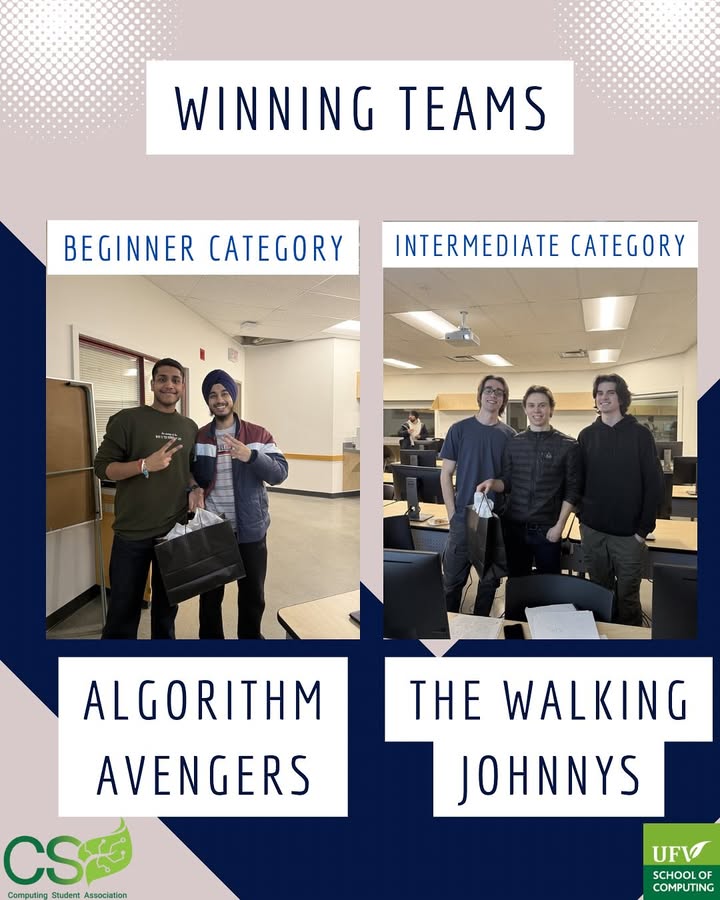 WINNING TEAMS
BEGINNER CATEGORY
INTERMEDIATE CATEGORY
ALGORITHM
AVENGERS
THE WALKING
JOHNNYS
CS
Computing Student Association
UFV
SCHOOL OF
COMPUTING